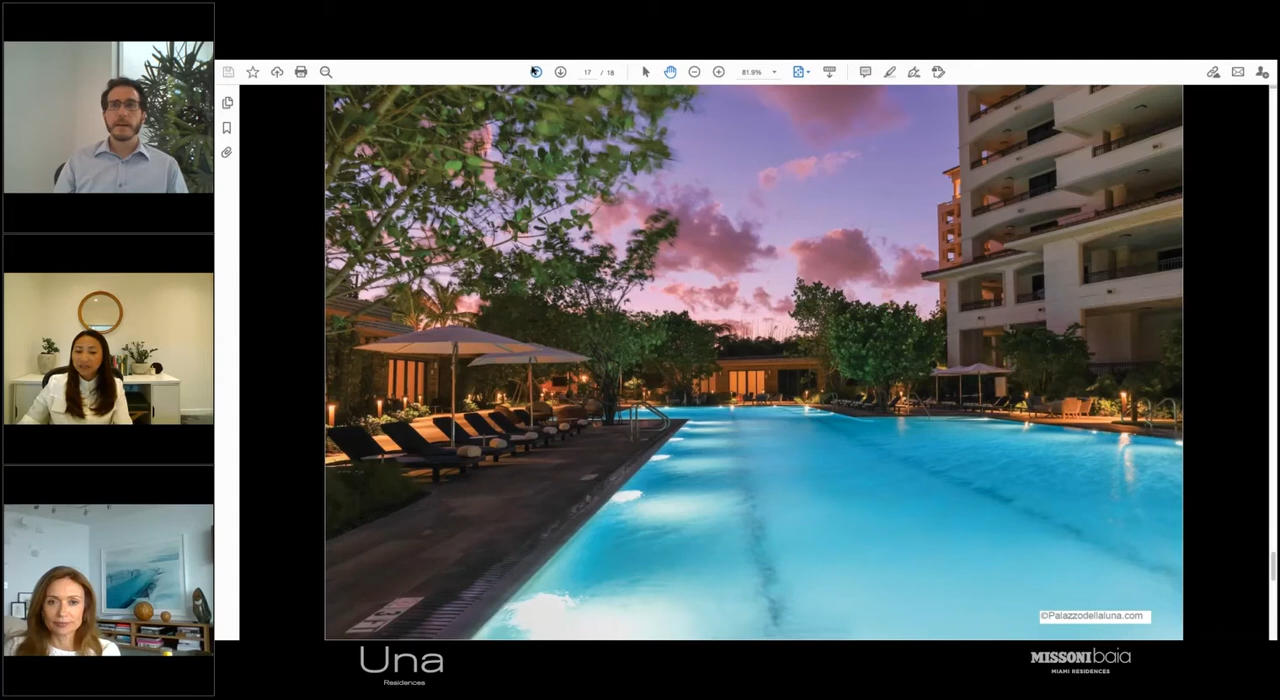 17 / 18
81.9%
©Palazzodellaluna.com
Una
Residences
MISSONI baia
MIAMI RESIDENCES